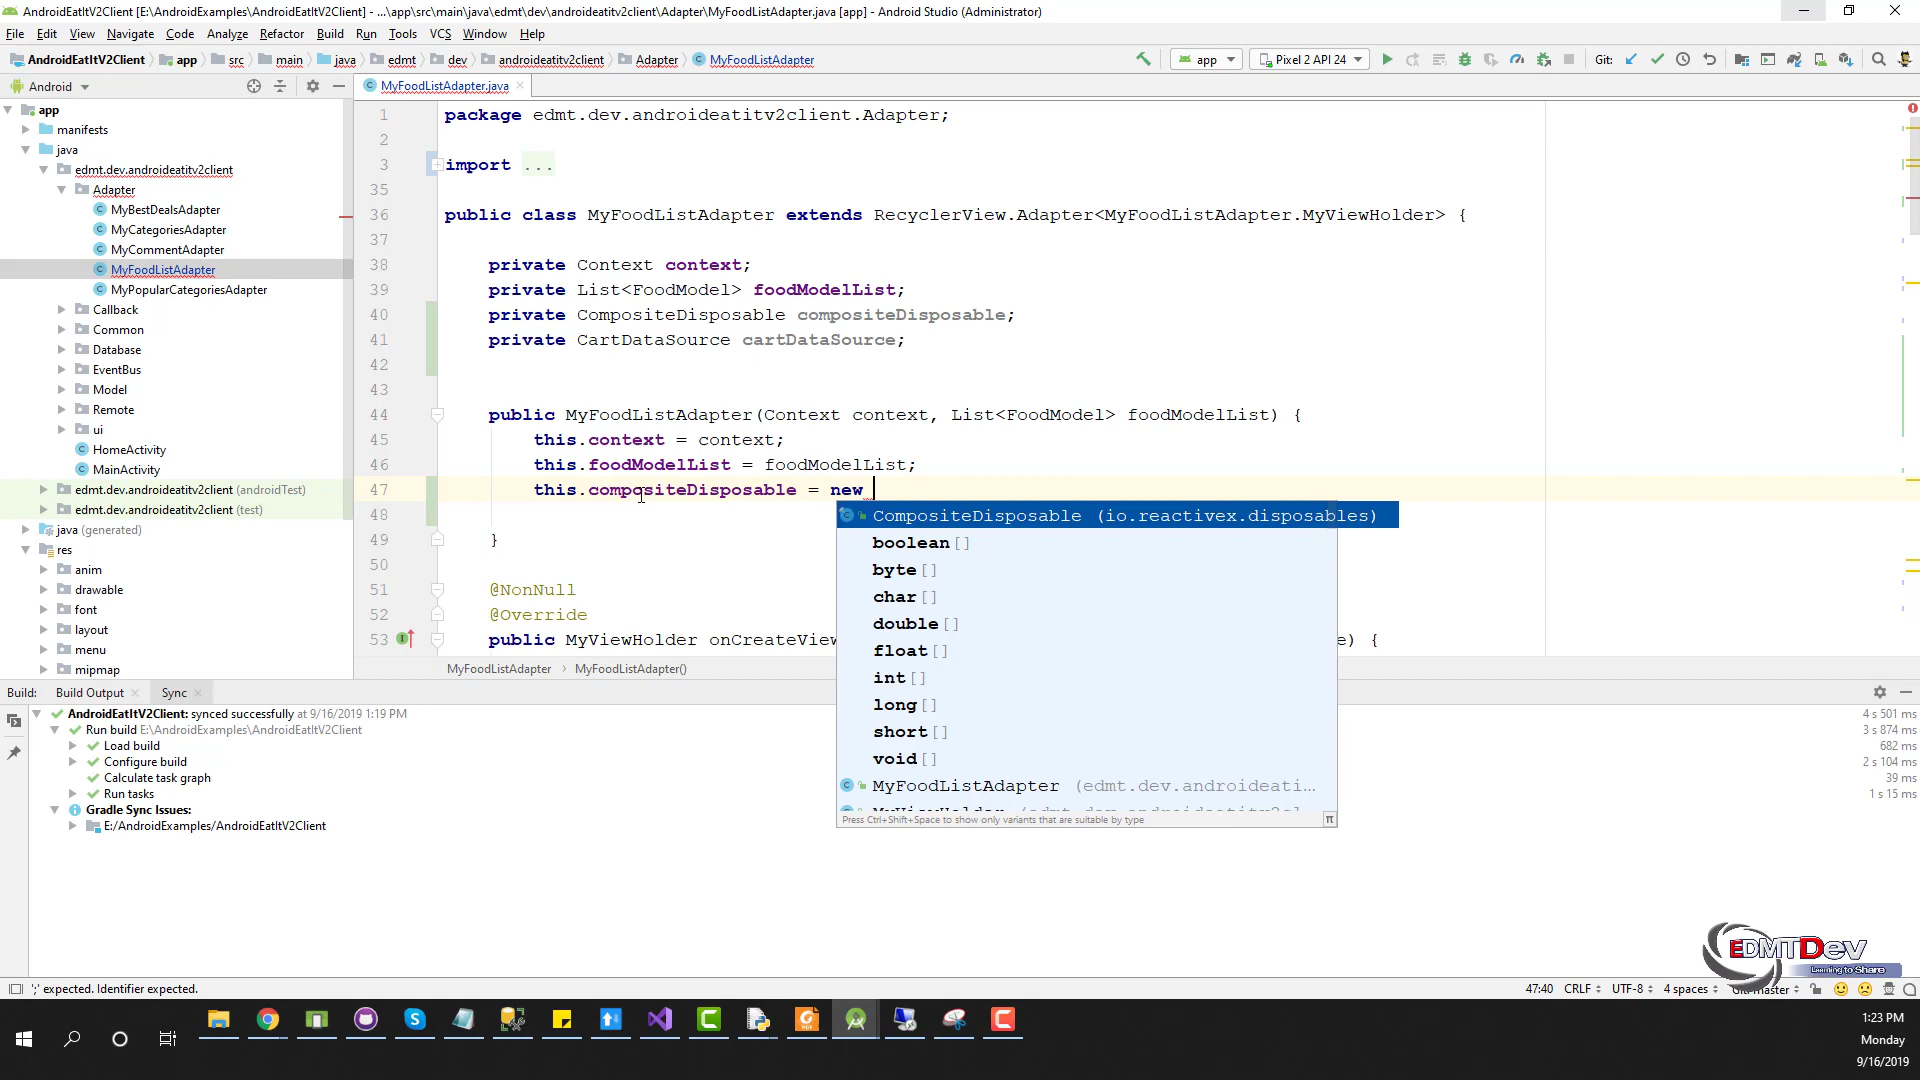 AndroidEatItV2Client [E:\AndroidExamples\AndroidEatItV2Client] - ...\app\src\main\java\edmt\dev\androideatitv2client\Adapter\MyFoodListAdapter.java [app] - Android Studio (Administrator)
File Edit View Navigate Code Analyze Refactor Build Run Tools VCS Window Help
AndroidEatItV2Client app src main java edmt dev androideatitv2client Adapter MyFoodListAdapter app Pixel 2 API 24 Git:
Android
MyFoodListAdapter.java
app
manifests
java
edmt.dev.androideatitv2client
Adapter
MyBestDealsAdapter
MyCategoriesAdapter
MyCommentAdapter
MyFoodListAdapter
MyPopularCategoriesAdapter
Callback
Common
Database
EventBus
Model
Remote
ui
HomeActivity
MainActivity
edmt.dev.androideatitv2client (androidTest)
edmt.dev.androideatitv2client (test)
java (generated)
res
anim
drawable
font
layout
menu
mipmap
1 package edmt.dev.androideatitv2client.Adapter;
2
3 import ...
35
36 public class MyFoodListAdapter extends RecyclerView.Adapter<MyFoodListAdapter.MyViewHolder> {
37
38 private Context context;
39 private List<FoodModel> foodModelList;
40 private CompositeDisposable compositeDisposable;
41 private CartDataSource cartDataSource;
42
43
44 public MyFoodListAdapter(Context context, List<FoodModel> foodModelList) {
45 this.context = context;
46 this.foodModelList = foodModelList;
47 this.compositeDisposable = new
48
49 }
50
51 @NonNull
52 @Override
53 public MyViewHolder onCreateView e) {
CompositeDisposable (io.reactivex.disposables)
boolean[]
byte[]
char[]
double[]
float[]
int[]
long[]
short[]
void[]
MyFoodListAdapter (edmt.dev.androideati...
Press Ctrl+Shift+Space to show only variants that are suitable by type π
MyFoodListAdapter MyFoodListAdapter()
Build: Build Output Sync
AndroidEatItV2Client: synced successfully at 9/16/2019 1:19 PM 4 s 501 ms
Run build E:\AndroidExamples\AndroidEatItV2Client 3 s 874 ms
Load build 682 ms
Configure build 2 s 104 ms
Calculate task graph 39 ms
Run tasks 1 s 15 ms
Gradle Sync Issues:
E:/AndroidExamples/AndroidEatItV2Client
EDMTDev
Learning to Share
';' expected. Identifier expected. 47:40 CRLF UTF-8 4 spaces Git: master
1:23 PM
Monday
9/16/2019